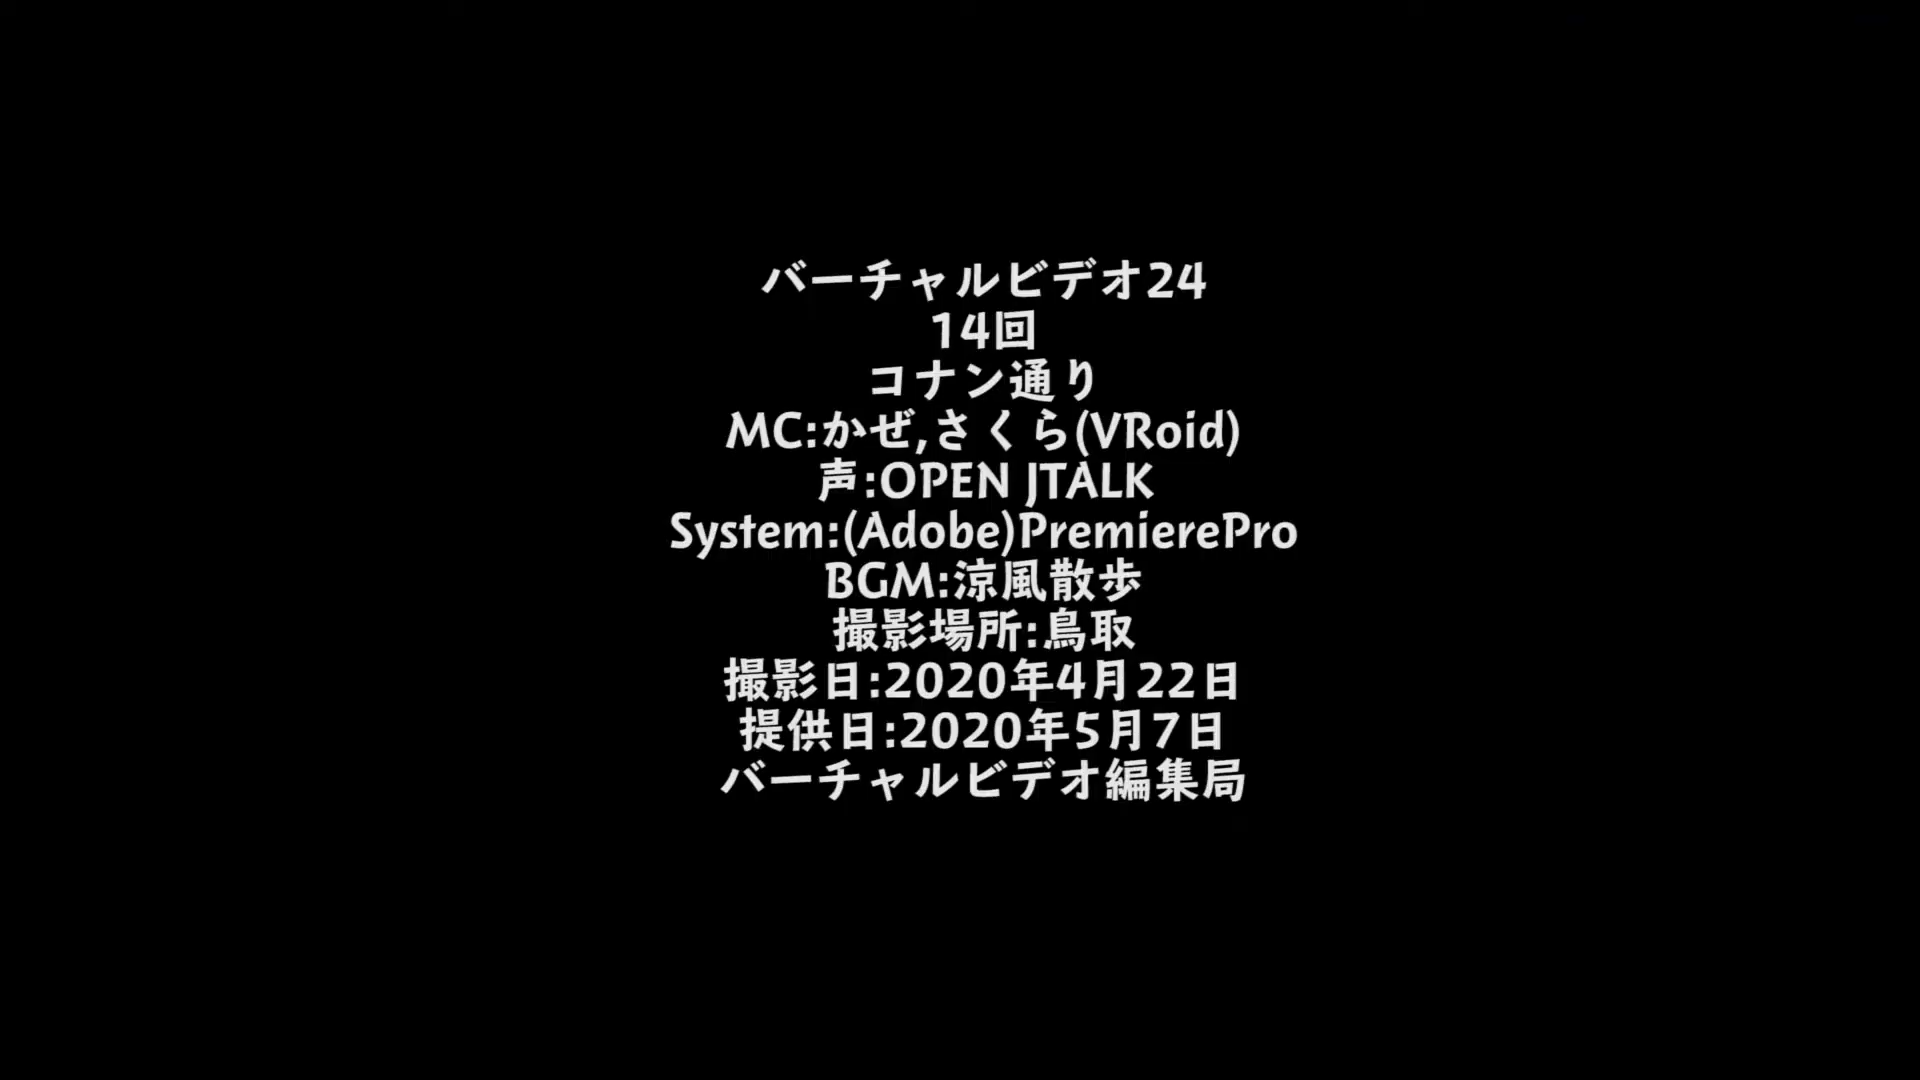 バーチャルビデオ24
14回
コナン通り
MC:かぜ,さくら(VRoid)
声:OPEN JTALK
System:(Adobe)PremierePro
BGM:涼風散歩
撮影場所:鳥取
撮影日:2020年4月22日
提供日:2020年5月7日
バーチャルビデオ編集局